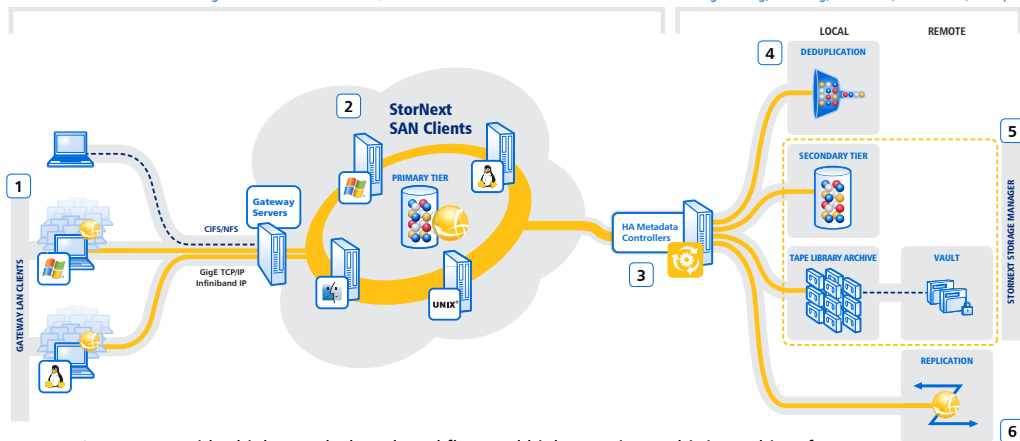 LOCAL
REMOTE
4
DEDUPLICATION
2
StorNext
SAN Clients
5
SECONDARY TIER
PRIMARY TIER
1
Gateway
Servers
CIFS/NFS
HA Metadata
Controllers
STORNEXT STORAGE MANAGER
GATEWAY LAN CLIENTS
GigE TCP/IP
Infiniband IP
3
TAPE LIBRARY ARCHIVE
VAULT
UNIX®
REPLICATION
6